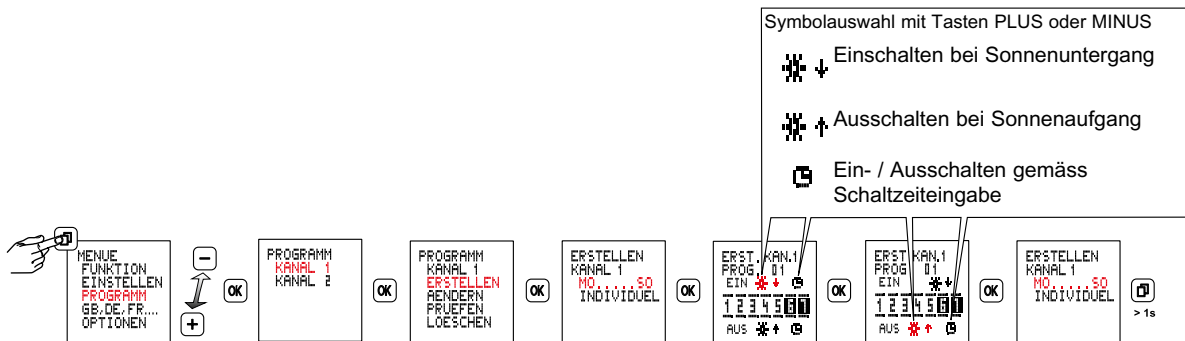 Symbolauswahl mit Tasten PLUS oder MINUS
Einschalten bei Sonnenuntergang
Ausschalten bei Sonnenaufgang
Ein- / Ausschalten gemäss
Schaltzeiteingabe
MENUE
FUNKTION
EINSTELLEN
PROGRAMM
GB,DE,FR....
OPTIONEN
−
+
OK
PROGRAMM
KANAL 1
KANAL 2
OK
PROGRAMM
KANAL 1
ERSTELLEN
AENDERN
PRUEFEN
LOESCHEN
OK
ERSTELLEN
KANAL 1
MO.....SO
INDIVIDUEL
OK
ERST.KAN.1
PROG. 01
EIN
1 2 3 4 5 6 7
AUS
OK
ERST KAN.1
PROG 01
EIN
1 2 3 4 5 6 7
AUS
OK
ERSTELLEN
KANAL 1
MO.....SO
INDIVIDUEL
> 1s